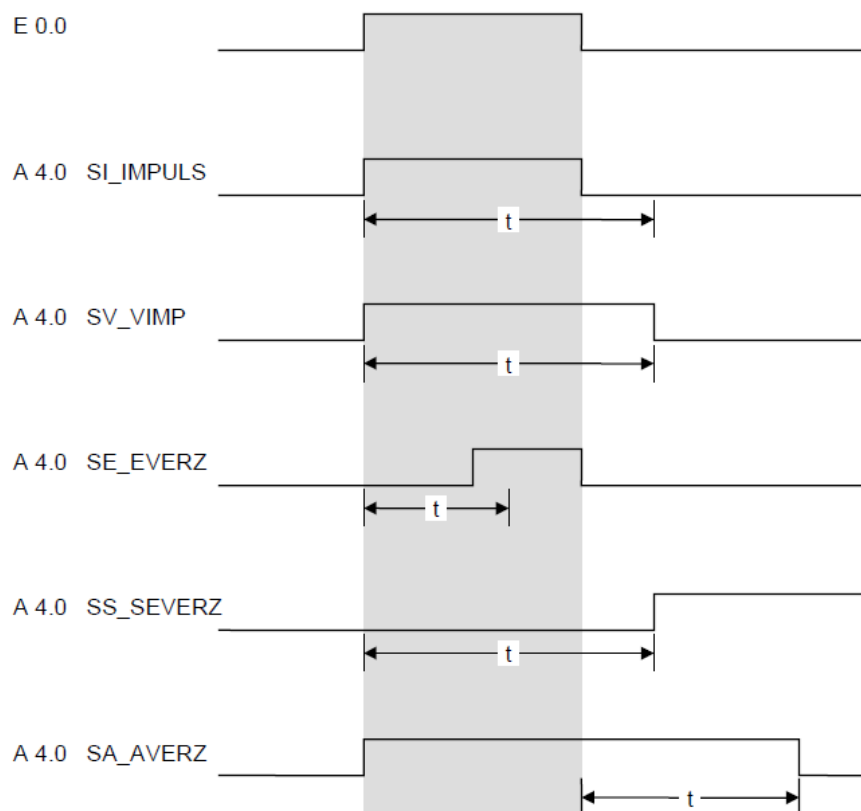 E 0.0
A 4.0 SI_IMPULS
t
A 4.0 SV_VIMP
t
A 4.0 SE_EVERZ
t
A 4.0 SS_SEVERZ
t
A 4.0 SA_AVERZ
t